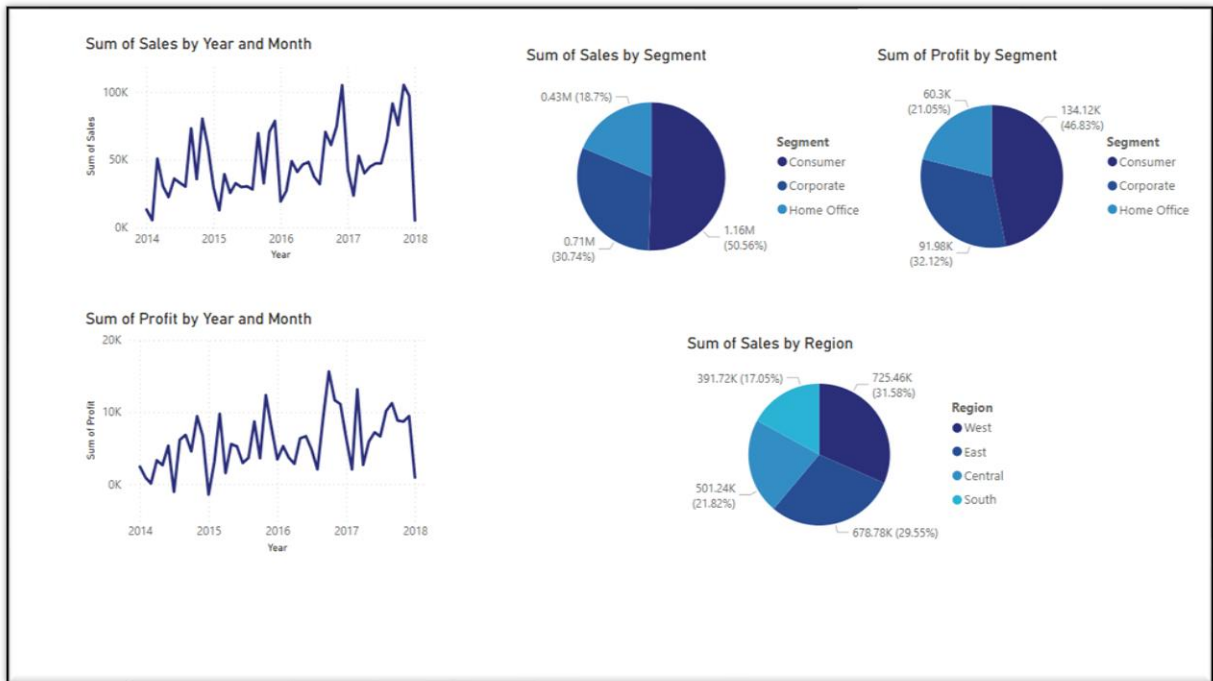 Sum of Sales by Year and Month
100K
50K
0K
Sum of Sales
2014 2015 2016 2017 2018
Year
Sum of Sales by Segment
0.43M (18.7%)
0.71M
(30.74%)
1.16M
(50.56%)
Segment
Consumer
Corporate
Home Office
Sum of Profit by Segment
60.3K
(21.05%)
134.12K
(46.83%)
91.98K
(32.12%)
Segment
Consumer
Corporate
Home Office
Sum of Profit by Year and Month
20K
10K
0K
Sum of Profit
2014 2015 2016 2017 2018
Year
Sum of Sales by Region
391.72K (17.05%)
725.46K
(31.58%)
501.24K
(21.82%)
678.78K (29.55%)
Region
West
East
Central
South